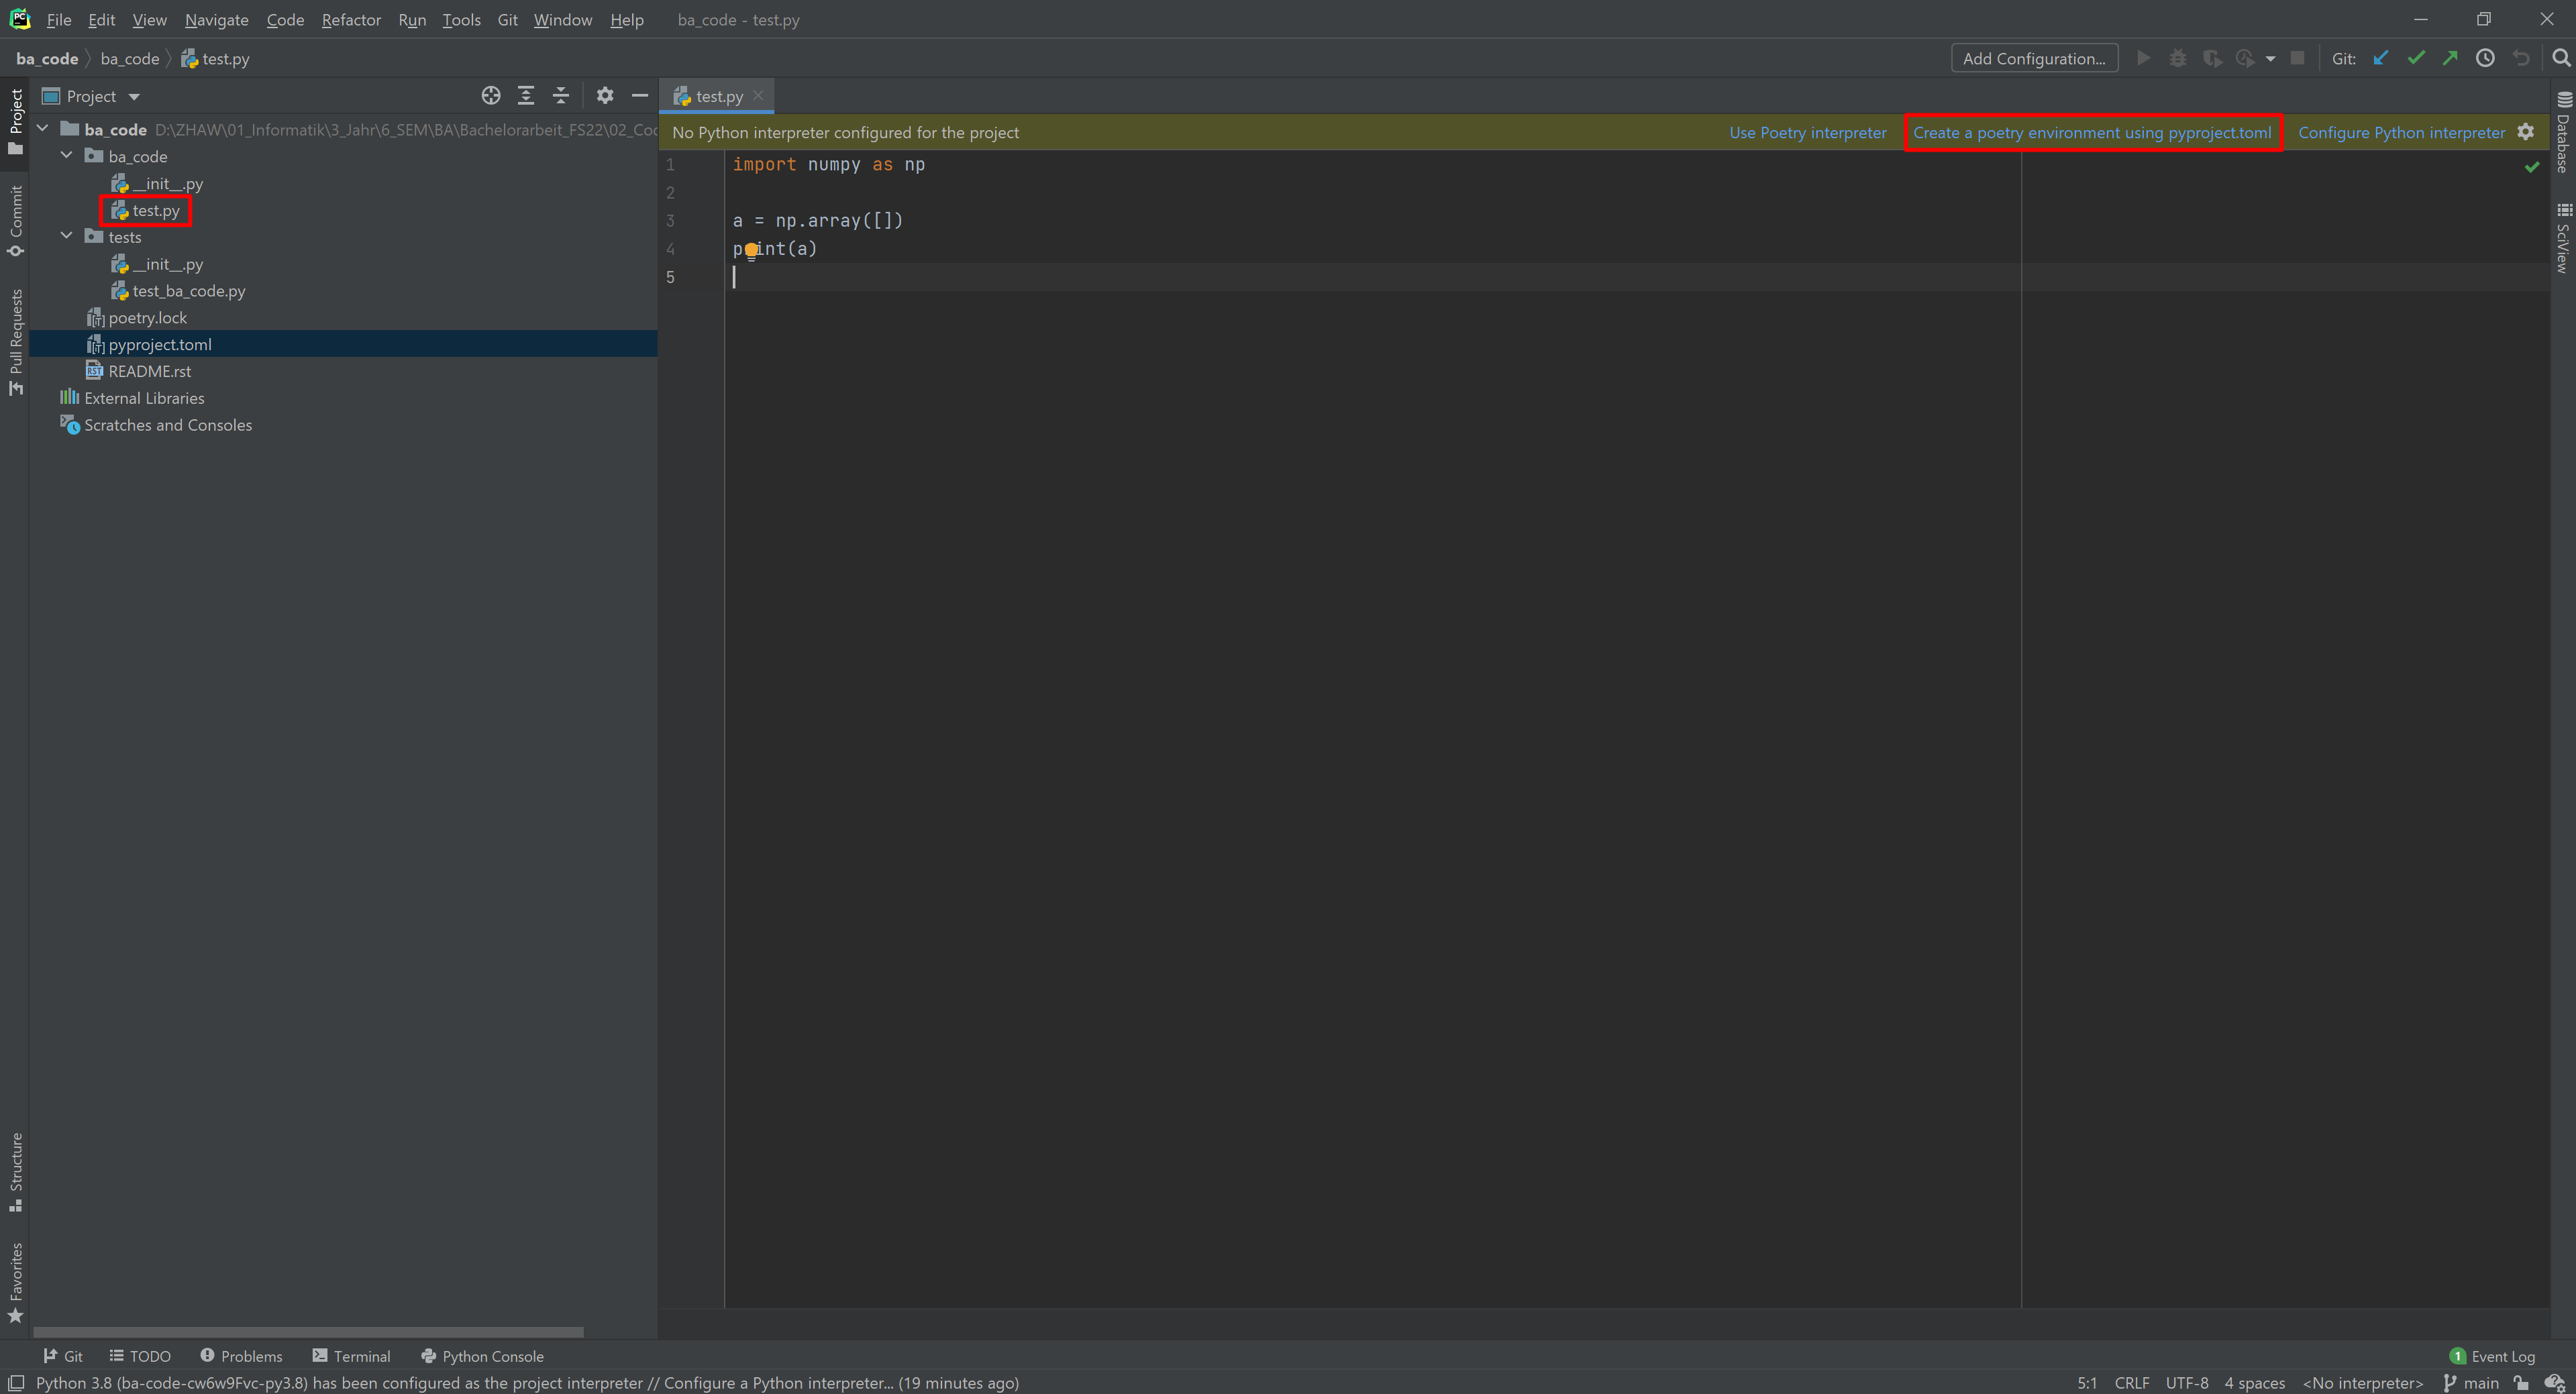 PC File Edit View Navigate Code Refactor Run Tools Git Window Help ba_code - test.py
ba_code ba_code test.py Add Configuration... Git:
Project
test.py
ba_code D:\ZHAW\01_Informatik\3_Jahr\6_SEM\BA\Bachelorarbeit_FS22\02_Coc
No Python interpreter configured for the project Use Poetry interpreter Create a poetry environment using pyproject.toml Configure Python interpreter
ba_code
__init__.py
test.py
tests
__init__.py
test_ba_code.py
poetry.lock
pyproject.toml
README.rst
RST
External Libraries
Scratches and Consoles
1 import numpy as np
2
3 a = np.array([])
4 print(a)
5
Project
Commit
Pull Requests
Structure
Favorites
Database
SciView
Git TODO Problems Terminal Python Console 1 Event Log
Python 3.8 (ba-code-cw6w9Fvc-py3.8) has been configured as the project interpreter // Configure a Python interpreter... (19 minutes ago) 5:1 CRLF UTF-8 4 spaces <No interpreter> main